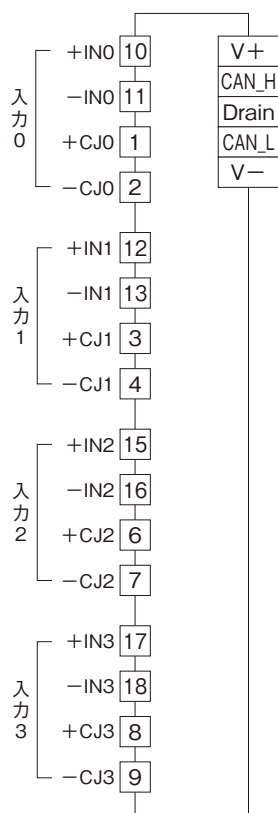 +IN0 10
−IN0 11
+CJ0 1
−CJ0 2
入力0
+IN1 12
−IN1 13
+CJ1 3
−CJ1 4
入力1
+IN2 15
−IN2 16
+CJ2 6
−CJ2 7
入力2
+IN3 17
−IN3 18
+CJ3 8
−CJ3 9
入力3
V+
CAN_H
Drain
CAN_L
V−